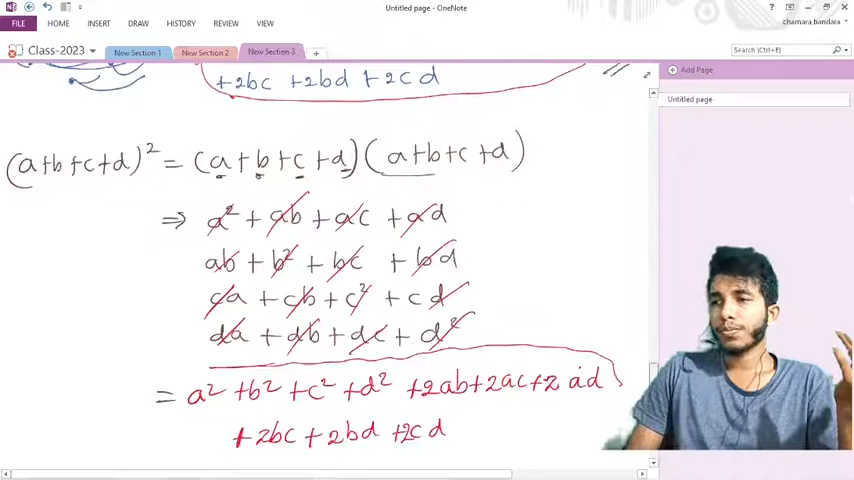 Untitled page - OneNote
FILE HOME INSERT DRAW HISTORY REVIEW VIEW
chamara bandara
Class-2023 New Section 1 New Section 2 New Section 3 +
Search (Ctrl+E)
Add Page
Untitled page
+2bc +2bd +2cd
(a+b+c+d)² = (a+b+c+d)(a+b+c+d)
⇒ a² + ab + ac + ad
ab + b² + bc + bd
ca + cb + c² + cd
da + db + dc + d²
= a² + b² + c² + d² + 2ab + 2ac + 2ad
+ 2bc + 2bd + 2cd